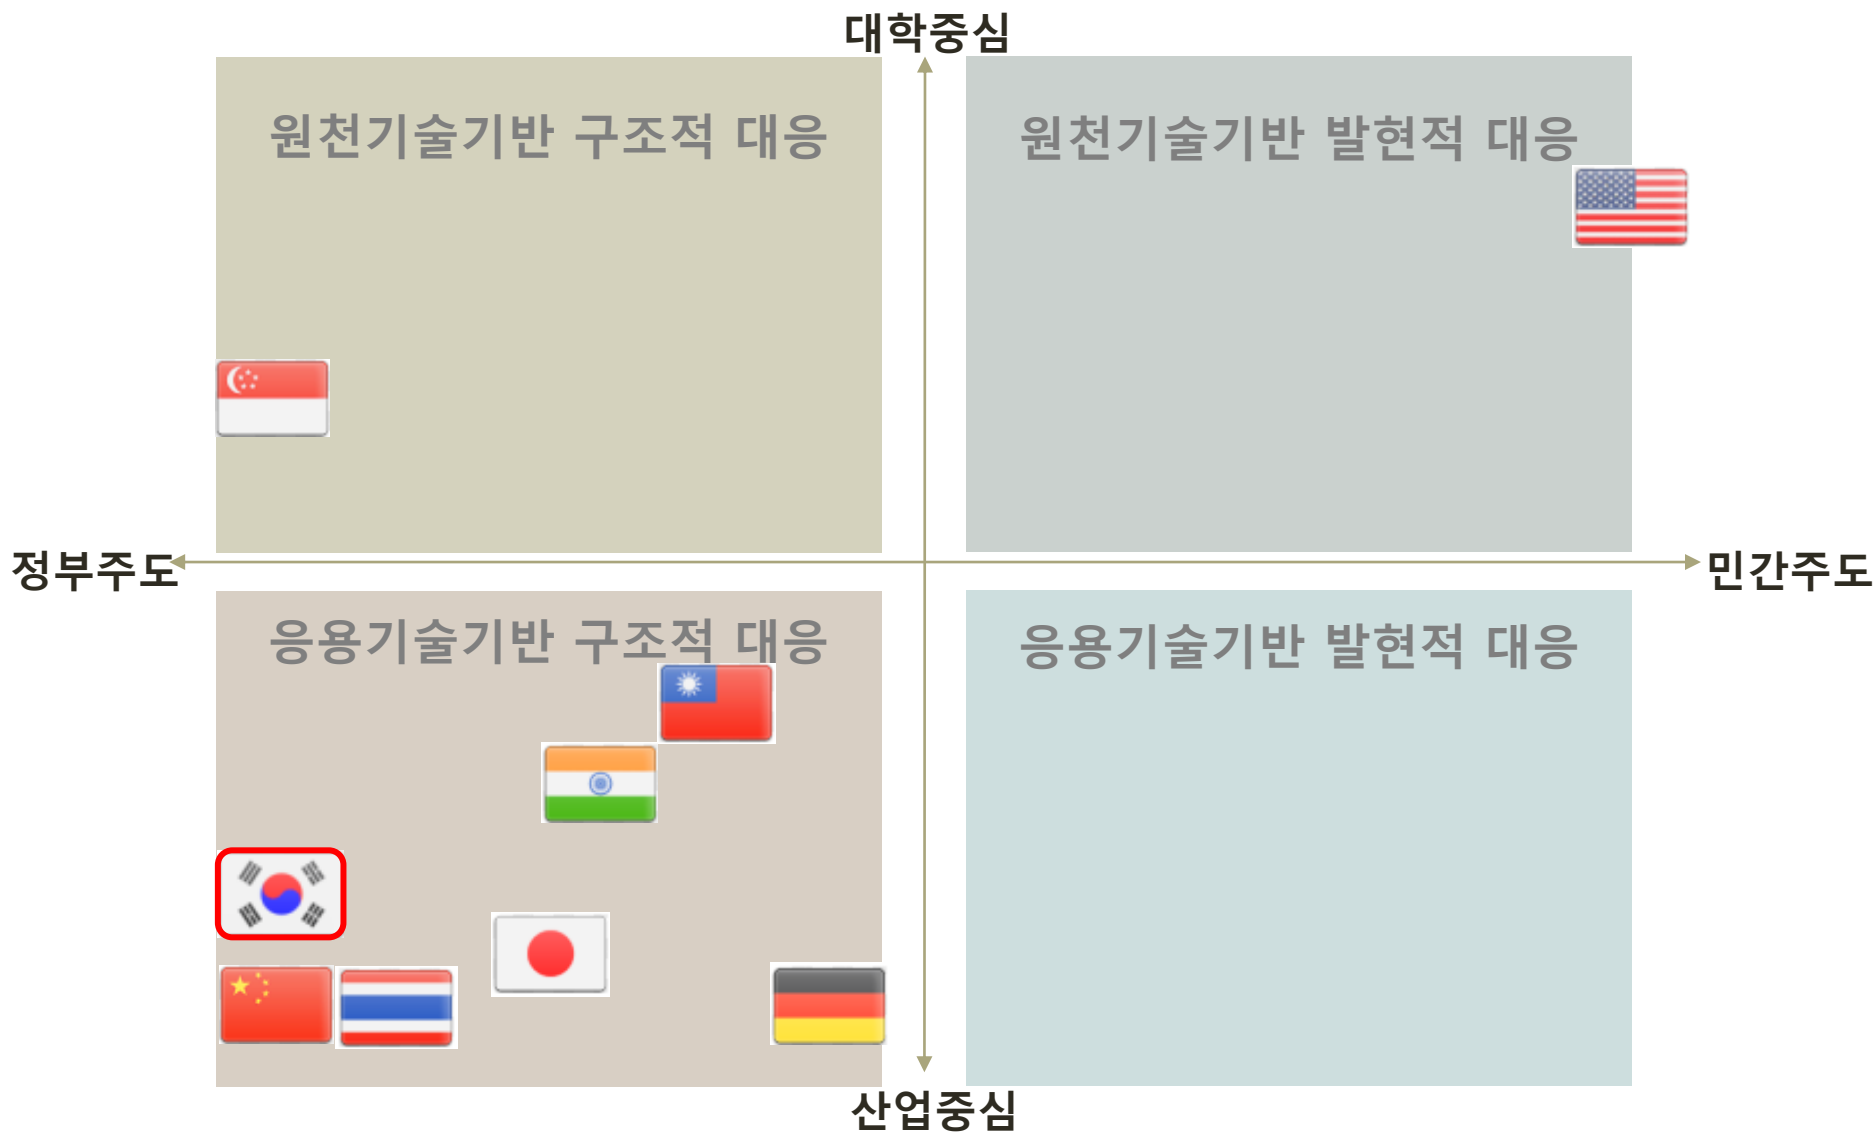 대학중심
원천기술기반 구조적 대응
원천기술기반 발현적 대응
정부주도
민간주도
응용기술기반 구조적 대응
응용기술기반 발현적 대응
산업중심